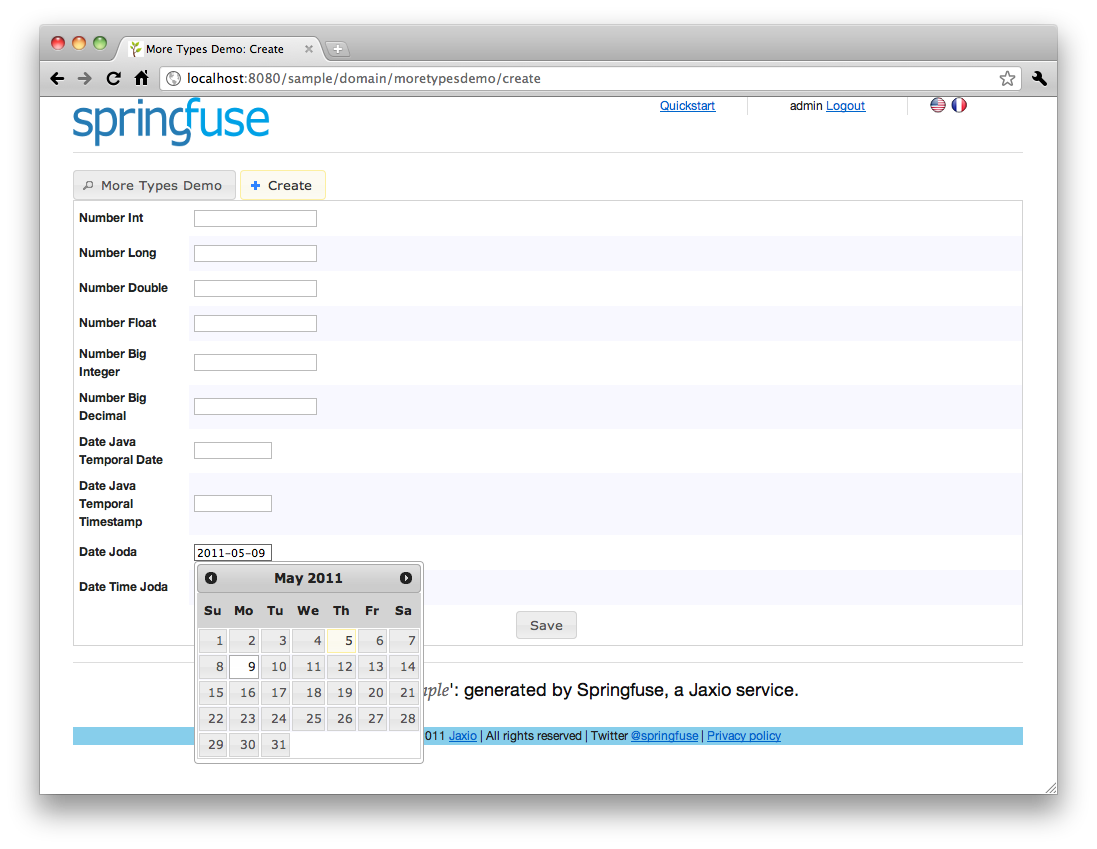 More Types Demo: Create
localhost:8080/sample/domain/moretypesdemo/create
springfuse
Quickstart
admin Logout
More Types Demo
Create
Number Int
Number Long
Number Double
Number Float
Number Big
Integer
Number Big
Decimal
Date Java
Temporal Date
Date Java
Temporal
Timestamp
Date Joda
2011-05-09
Date Time Joda
May 2011
Su Mo Tu We Th Fr Sa
1 2 3 4 5 6 7
8 9 10 11 12 13 14
15 16 17 18 19 20 21
22 23 24 25 26 27 28
29 30 31
Save
ple': generated by Springfuse, a Jaxio service.
011 Jaxio | All rights reserved | Twitter @springfuse | Privacy policy